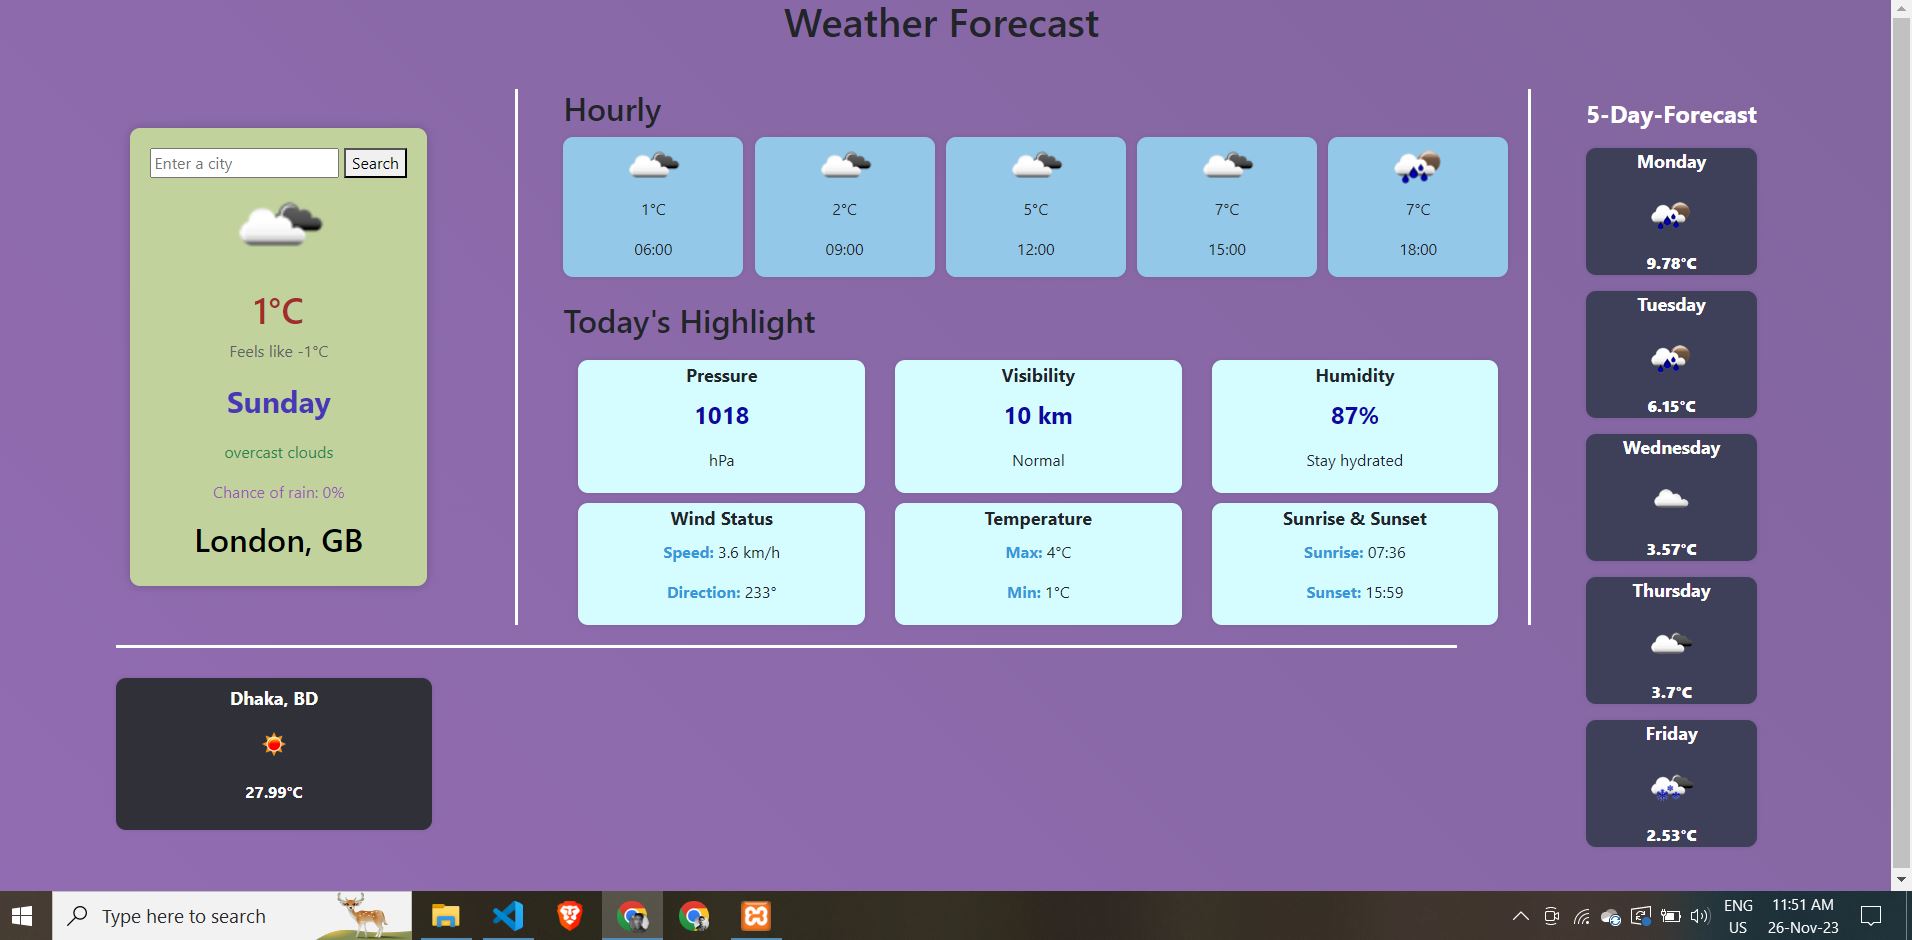 Weather Forecast
Enter a city
Search
1°C
Feels like -1°C
Sunday
overcast clouds
Chance of rain: 0%
London, GB
Hourly
1°C
06:00
2°C
09:00
5°C
12:00
7°C
15:00
7°C
18:00
Today's Highlight
Pressure
1018
hPa
Visibility
10 km
Normal
Humidity
87%
Stay hydrated
Wind Status
Speed: 3.6 km/h
Direction: 233°
Temperature
Max: 4°C
Min: 1°C
Sunrise & Sunset
Sunrise: 07:36
Sunset: 15:59
5-Day-Forecast
Monday
9.78°C
Tuesday
6.15°C
Wednesday
3.57°C
Thursday
3.7°C
Friday
2.53°C
Dhaka, BD
27.99°C
Type here to search
ENG
US
11:51 AM
26-Nov-23